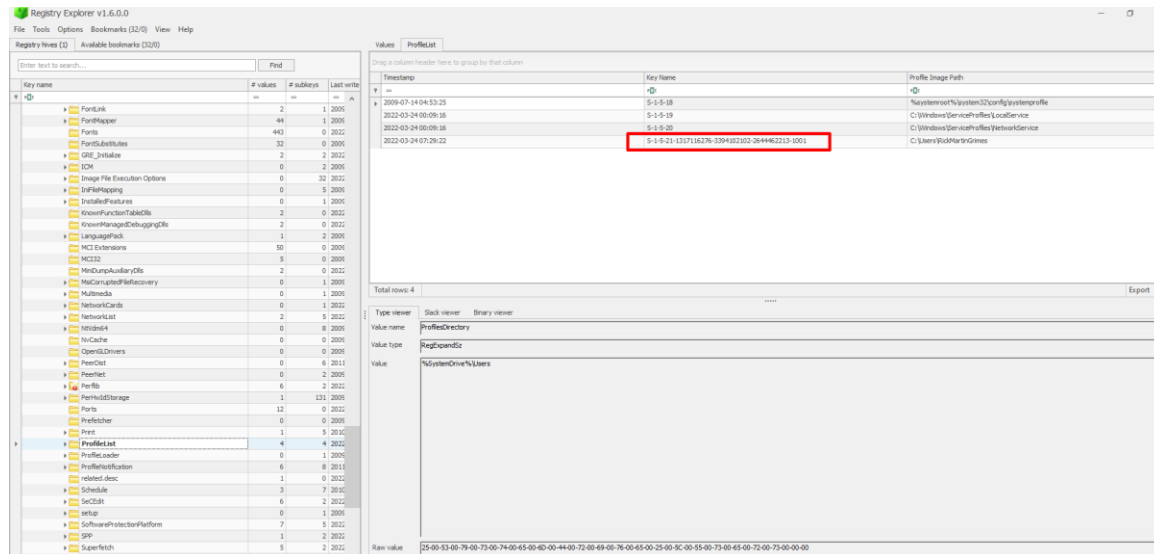 Registry Explorer v1.6.0.0
File Tools Options Bookmarks (32/0) View Help
Registry hives (1) Available bookmarks (32/0)
Enter text to search... Find
Key name # values # subkeys Last write
FontLink 2 1 2009
FontMapper 44 1 2009
Fonts 443 0 2022
FontSubstitutes 32 0 2009
GRE_Initialize 2 2 2022
ICM 0 2 2009
Image File Execution Options 0 32 2022
IniFileMapping 0 5 2009
InstalledFeatures 0 1 2009
KnownFunctionTableDlls 2 0 2022
KnownManagedDebuggingDlls 2 0 2022
LanguagePack 1 2 2009
MCI Extensions 50 0 2009
MCI32 5 0 2009
MiniDumpAuxiliaryDlls 2 0 2022
MsiCorruptedFileRecovery 0 1 2009
Multimedia 0 1 2009
NetworkCards 0 1 2022
NetworkList 2 5 2022
NtVdm64 0 8 2009
NvCache 0 0 2009
OpenGLDrivers 0 0 2009
PeerDist 0 6 2011
PeerNet 0 2 2009
Perflib 6 2 2022
PerHwIdStorage 1 131 2009
Ports 12 0 2022
Prefetcher 0 0 2009
Print 1 5 2010
ProfileList 4 4 2022
ProfileLoader 0 1 2009
ProfileNotification 6 8 2011
related.desc 1 0 2022
Schedule 3 7 2010
SeCEdit 6 2 2022
setup 0 1 2009
SoftwareProtectionPlatform 7 5 2022
SPP 1 2 2022
Superfetch 5 2 2022
Values ProfileList
Drag a column header here to group by that column
Timestamp Key Name Profile Image Path
2009-07-14 04:53:25 S-1-5-18 %systemroot%\system32\config\systemprofile
2022-03-24 00:09:16 S-1-5-19 C:\Windows\ServiceProfiles\LocalService
2022-03-24 00:09:16 S-1-5-20 C:\Windows\ServiceProfiles\NetworkService
2022-03-24 07:29:22 S-1-5-21-1317116276-3394102102-2644462213-1001 C:\Users\RickMartinGrimes
Total rows: 4 Export
Type viewer Slack viewer Binary viewer
Value name ProfilesDirectory
Value type RegExpandSz
Value %SystemDrive%\Users
Raw value 25-00-53-00-79-00-73-00-74-00-65-00-6D-00-44-00-72-00-69-00-76-00-65-00-25-00-5C-00-55-00-73-00-65-00-72-00-73-00-00-00